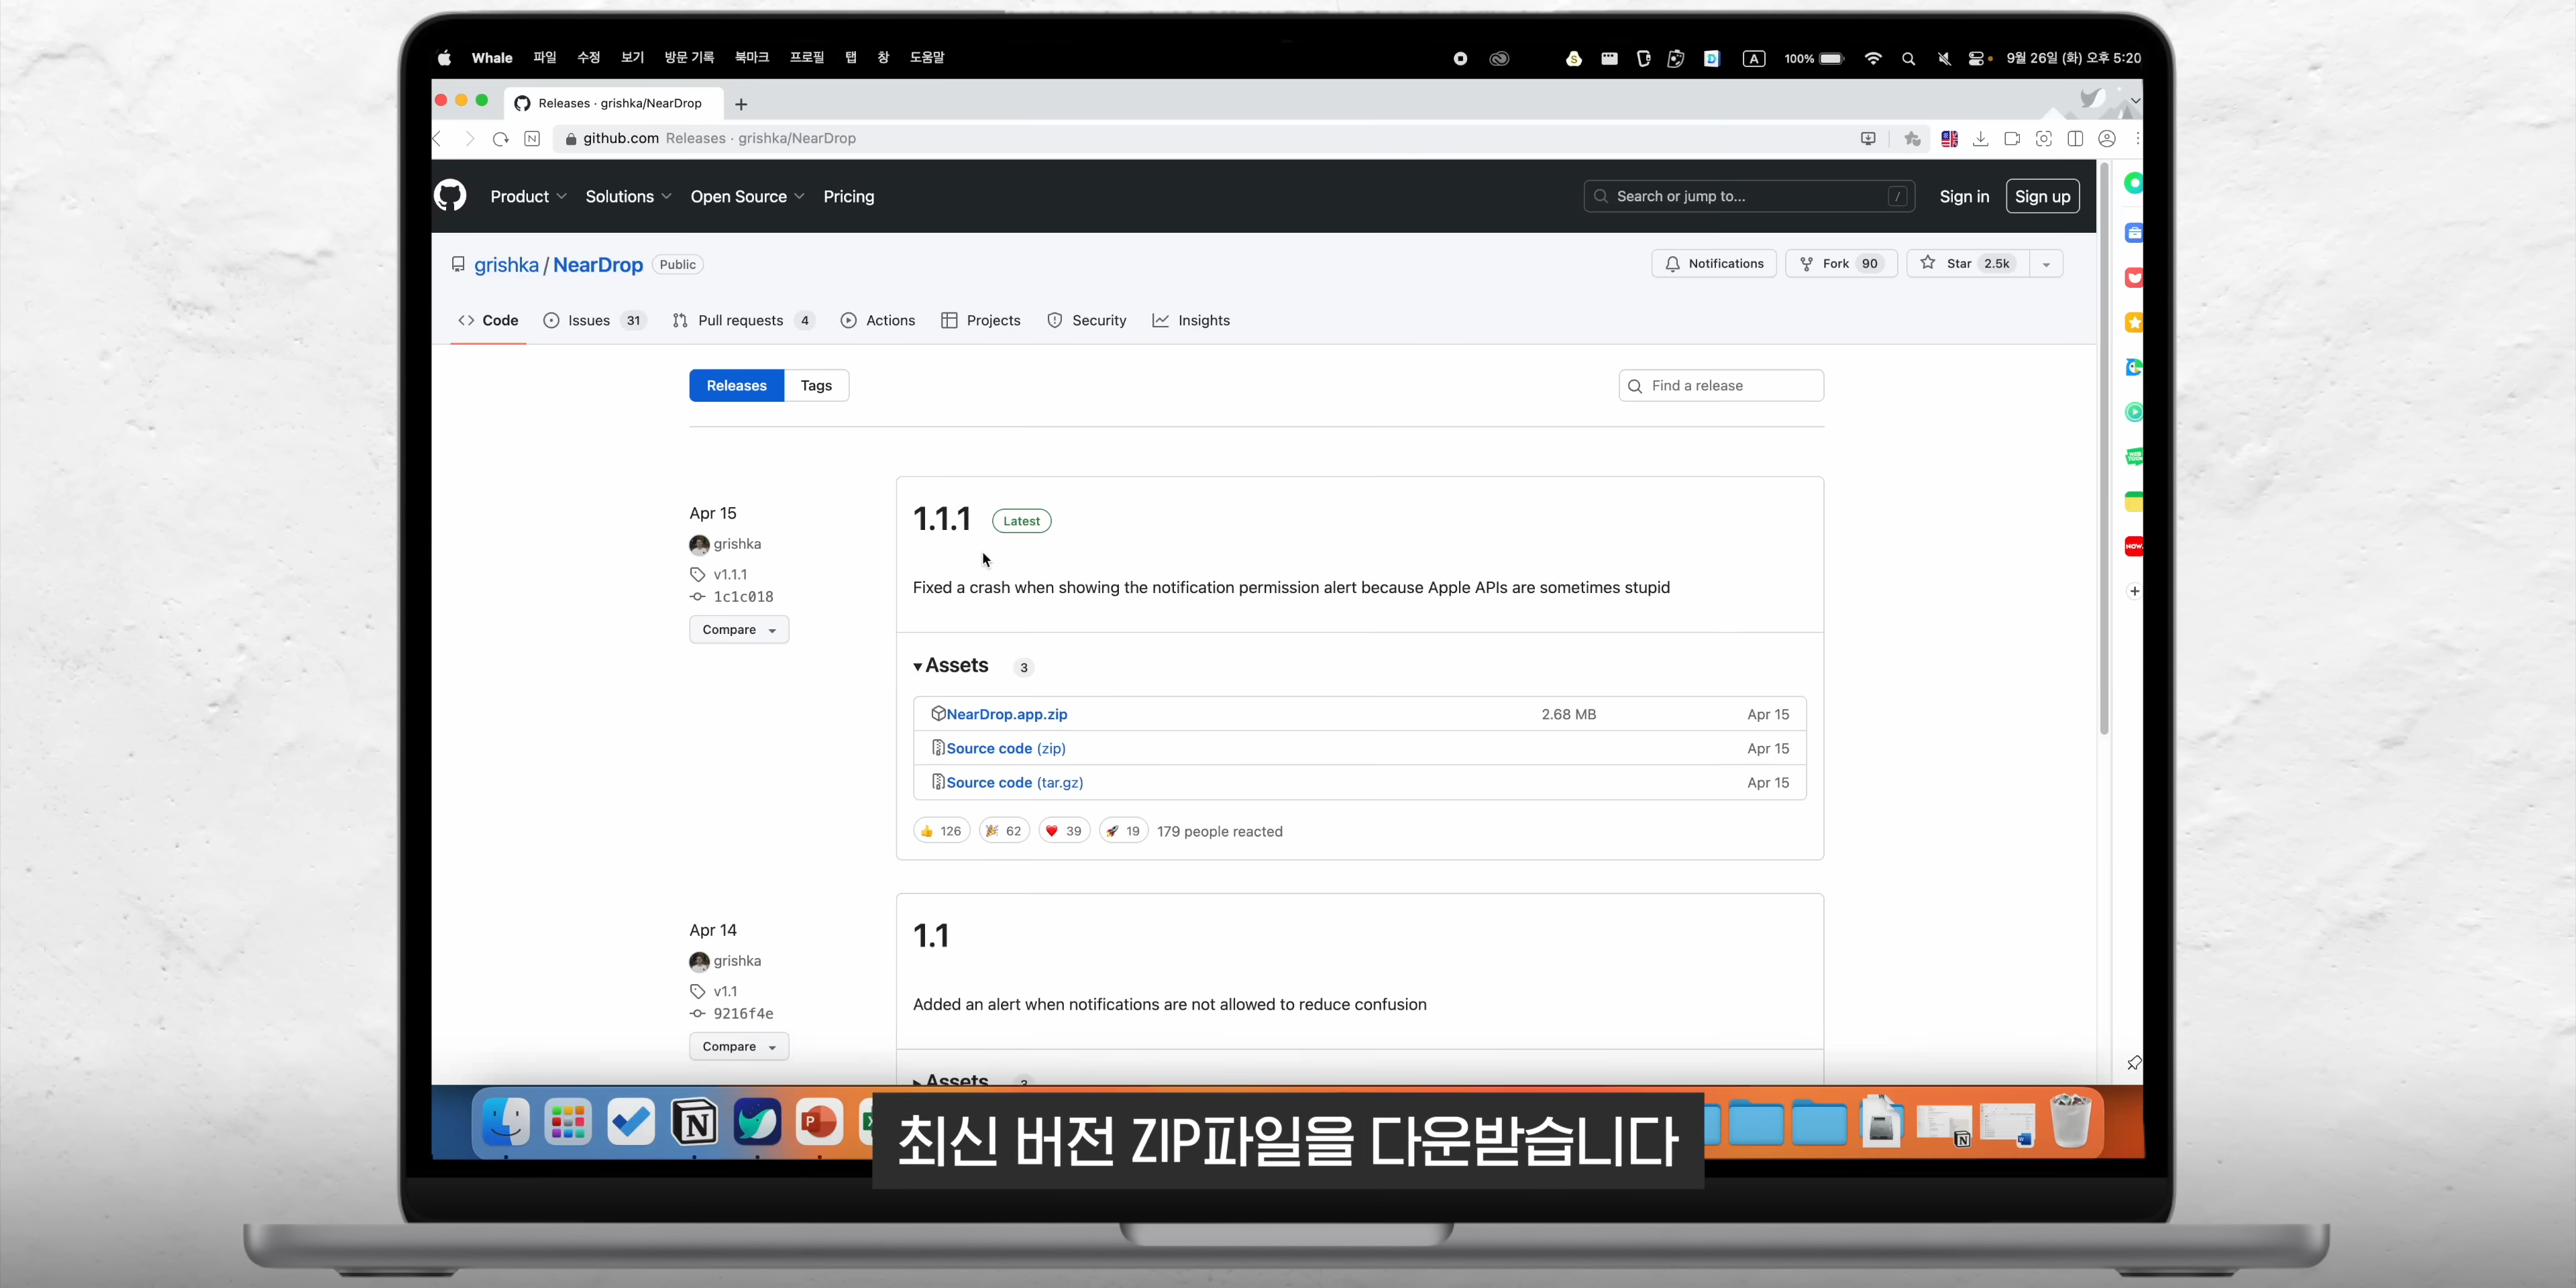 Whale 파일 수정 보기 방문 기록 북마크 프로필 탭 창 도움말
A 100% 9월 26일 (화) 오후 5:20
Releases · grishka/NearDrop
github.com Releases · grishka/NearDrop
Product Solutions Open Source Pricing
Search or jump to... /
Sign in Sign up
grishka / NearDrop Public
Notifications Fork 90 Star 2.5k
Code Issues 31 Pull requests 4 Actions Projects Security Insights
Releases Tags
Find a release
Apr 15
grishka
v1.1.1
1c1c018
Compare
1.1.1 Latest
Fixed a crash when showing the notification permission alert because Apple APIs are sometimes stupid
Assets 3
NearDrop.app.zip 2.68 MB Apr 15
Source code (zip) Apr 15
Source code (tar.gz) Apr 15
126 62 39 19 179 people reacted
Apr 14
grishka
v1.1
9216f4e
Compare
1.1
Added an alert when notifications are not allowed to reduce confusion
Assets 3
최신 버전 ZIP파일을 다운받습니다